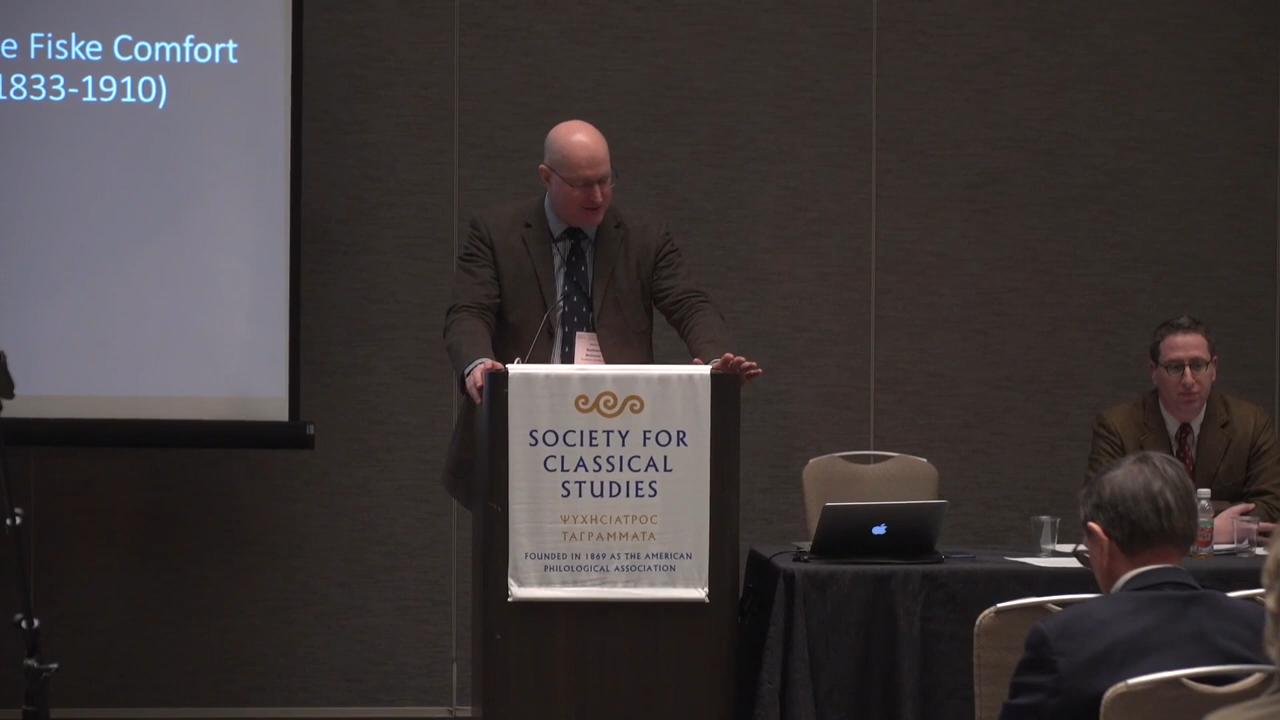 e Fiske Comfort
1833-1910)
SOCIETY FOR
CLASSICAL
STUDIES
ΨΥΧΗΣΙΑΤΡΟΣ
ΤΑΓΡΑΜΜΑΤΑ
FOUNDED IN 1869 AS THE AMERICAN
PHILOLOGICAL ASSOCIATION